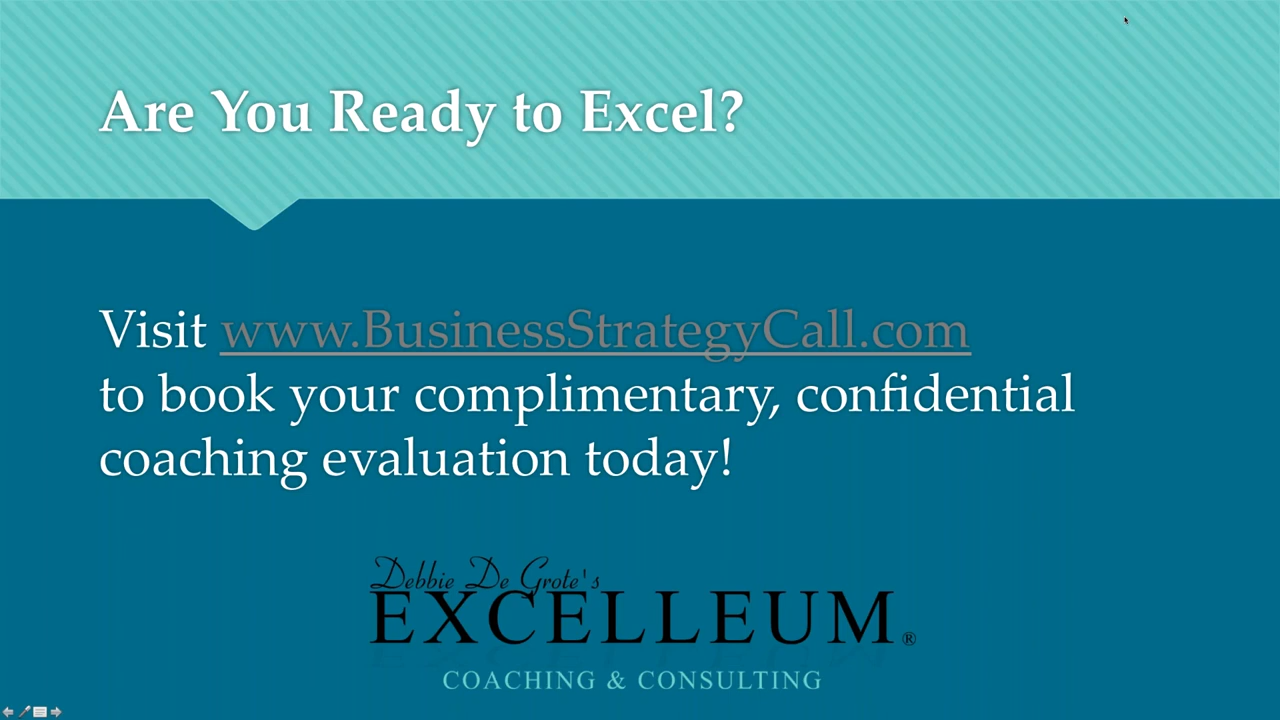 Are You Ready to Excel?
Visit www.BusinessStrategyCall.com
to book your complimentary, confidential
coaching evaluation today!
Debbie De Grote's
EXCELLEUM®
COACHING & CONSULTING